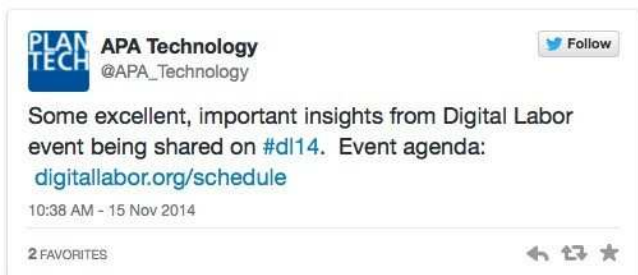 PLAN
TECH
APA Technology
@APA_Technology
Follow
Some excellent, important insights from Digital Labor
event being shared on #dl14. Event agenda:
digitallabor.org/schedule
10:38 AM - 15 Nov 2014
2 FAVORITES